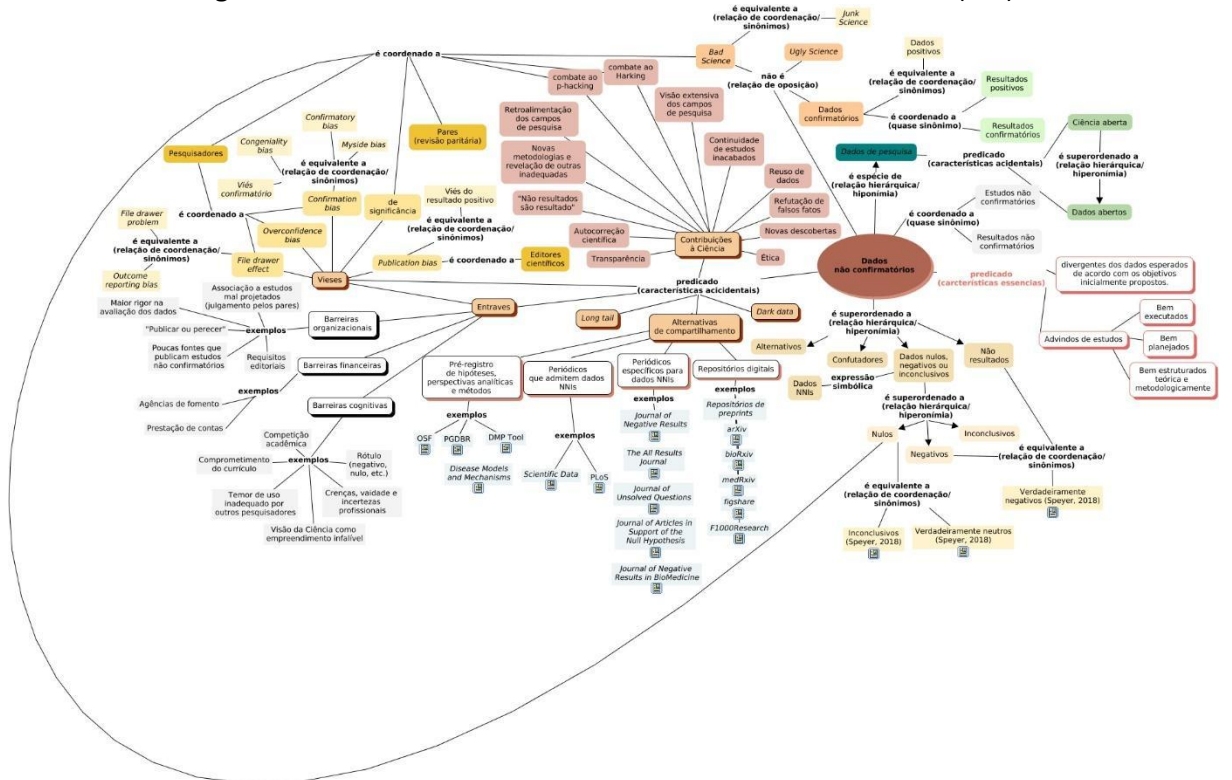 é equivalente a
(relação de coordenação/
sinônimos)
Junk
Science
é coordenado a
Bad
Science
Ugly Science
não é
(relação de oposição)
Dados
positivos
é equivalente a
(relação de coordenação/
sinônimos)
Resultados
positivos
Dados
confirmatórios
é coordenado a
(quase sinônimo)
Resultados
confirmatórios
combate ao
p-hacking
combate ao
Harking
Visão extensiva
dos campos
de pesquisa
Retroalimentação
dos campos
de pesquisa
Continuidade
de estudos
inacabados
Novas
metodologias e
revelação de outras
inadequadas
Reuso de
dados
"Não resultados
são resultado"
Refutação de
falsos fatos
Autocorreção
científica
Novas descobertas
Transparência
Ética
Contribuições
à Ciência
Dados de pesquisa
é espécie de
(relação hierárquica/
hiponímia)
predicado
(características acidentais)
Ciência aberta
é superordenado a
(relação hierárquica/
hiperonímia)
Dados abertos
Estudos não
confirmatórios
é coordenado a
(quase sinônimo)
Resultados não
confirmatórios
Dados
não confirmatórios
predicado
(carcterísticas essencias)
divergentes dos dados esperados
de acordo com os objetivos
inicialmente propostos.
Advindos de estudos
Bem
executados
Bem
planejados
Bem estruturados
teórica e
metodologicamente
Pesquisadores
Pares
(revisão paritária)
Confirmatory
bias
Congeniality
bias
Myside bias
é equivalente a
(relação de coordenação/
sinônimos)
Viés
confirmatório
Confirmation
bias
de
significância
Viés do
resultado positivo
é equivalente a
(relação de coordenação/
sinônimos)
Publication bias
é coordenado a
Editores
científicos
File drawer
problem
é coordenado a
Overconfidence
bias
é equivalente a
(relação de coordenação/
sinônimos)
File drawer
effect
Outcome
reporting bias
Vieses
Entraves
predicado
(características acicidentais)
Long tail
Dark data
Alternativas
de compartilhamento
Associação a estudos
mal projetados
(julgamento pelos pares)
Maior rigor na
avaliação dos dados
"Publicar ou perecer"
exemplos
Poucas fontes que
publicam estudos
não confirmatórios
Requisitos
editoriais
Barreiras
organizacionais
Barreiras financeiras
exemplos
Agências de fomento
Prestação de contas
Barreiras cognitivas
Competição
acadêmica
Comprometimento
do currículo
exemplos
Rótulo
(negativo,
nulo, etc.)
Temor de uso
inadequado por
outros pesquisadores
Crenças, vaidade e
incertezas
profissionais
Visão da Ciência como
empreendimento infalível
Pré-registro
de hipóteses,
perspectivas analíticas
e métodos
exemplos
OSF
PGDBR
DMP Tool
Disease Models
and Mechanisms
Periódicos
que admitem dados
NNIs
exemplos
Scientific Data
PLoS
Periódicos
específicos para
dados NNIs
exemplos
Journal of
Negative Results
The All Results
Journal
Journal of
Unsolved Questions
Journal of Articles in
Support of the
Null Hypothesis
Journal of Negative
Results in BioMedicine
Repositórios digitais
exemplos
Repositórios de
preprints
arXiv
bioRxiv
medRxiv
figshare
F1000Research
é superordenado a
(relação hierárquica/
hiperonímia)
Alternativos
Confutadores
Dados nulos,
negativos ou
inconclusivos
Não
resultados
Dados
NNIs
expressão
simbólica
é superordenado a
(relação hierárquica/
hiperonímia)
Nulos
Negativos
Inconclusivos
é equivalente a
(relação de coordenação/
sinônimos)
Verdadeiramente
negativos (Speyer, 2018)
é equivalente a
(relação de coordenação/
sinônimos)
Inconclusivos
(Speyer, 2018)
Verdadeiramente neutros
(Speyer, 2018)